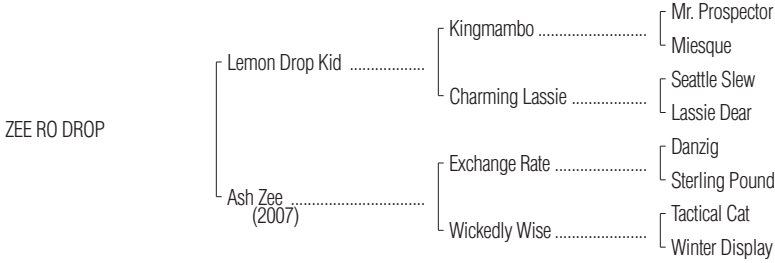 ZEE RO DROP
Lemon Drop Kid ..................
Ash Zee ................................
(2007)
Kingmambo ..........................
Charming Lassie ..................
Exchange Rate ......................
Wickedly Wise ......................
Mr. Prospector
Miesque
Seattle Slew
Lassie Dear
Danzig
Sterling Pound
Tactical Cat
Winter Display